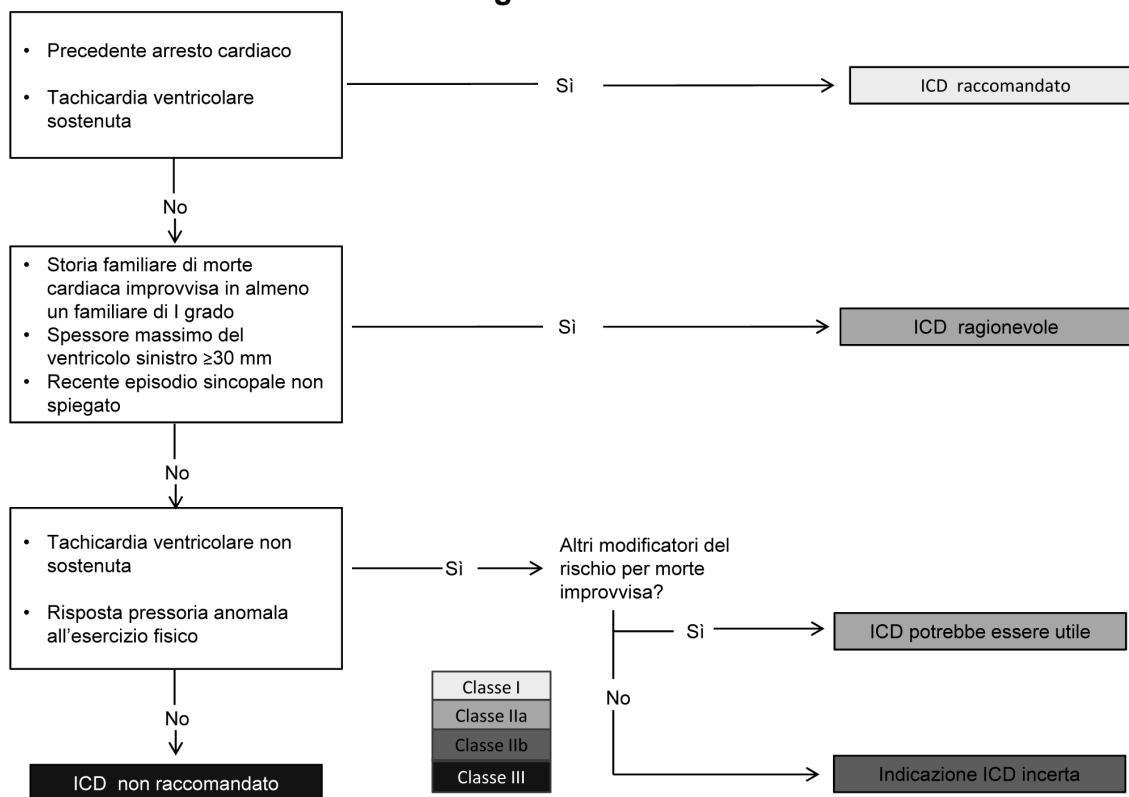 • Precedente arresto cardiaco
• Tachicardia ventricolare
sostenuta
Sì
ICD raccomandato
No
• Storia familiare di morte
cardiaca improvvisa in almeno
un familiare di I grado
• Spessore massimo del
ventricolo sinistro ≥30 mm
• Recente episodio sincopale non
spiegato
Sì
ICD ragionevole
No
• Tachicardia ventricolare non
sostenuta
• Risposta pressoria anomala
all'esercizio fisico
Sì
Altri modificatori del
rischio per morte
improvvisa?
Sì
ICD potrebbe essere utile
No
Indicazione ICD incerta
No
ICD non raccomandato
Classe I
Classe IIa
Classe IIb
Classe III